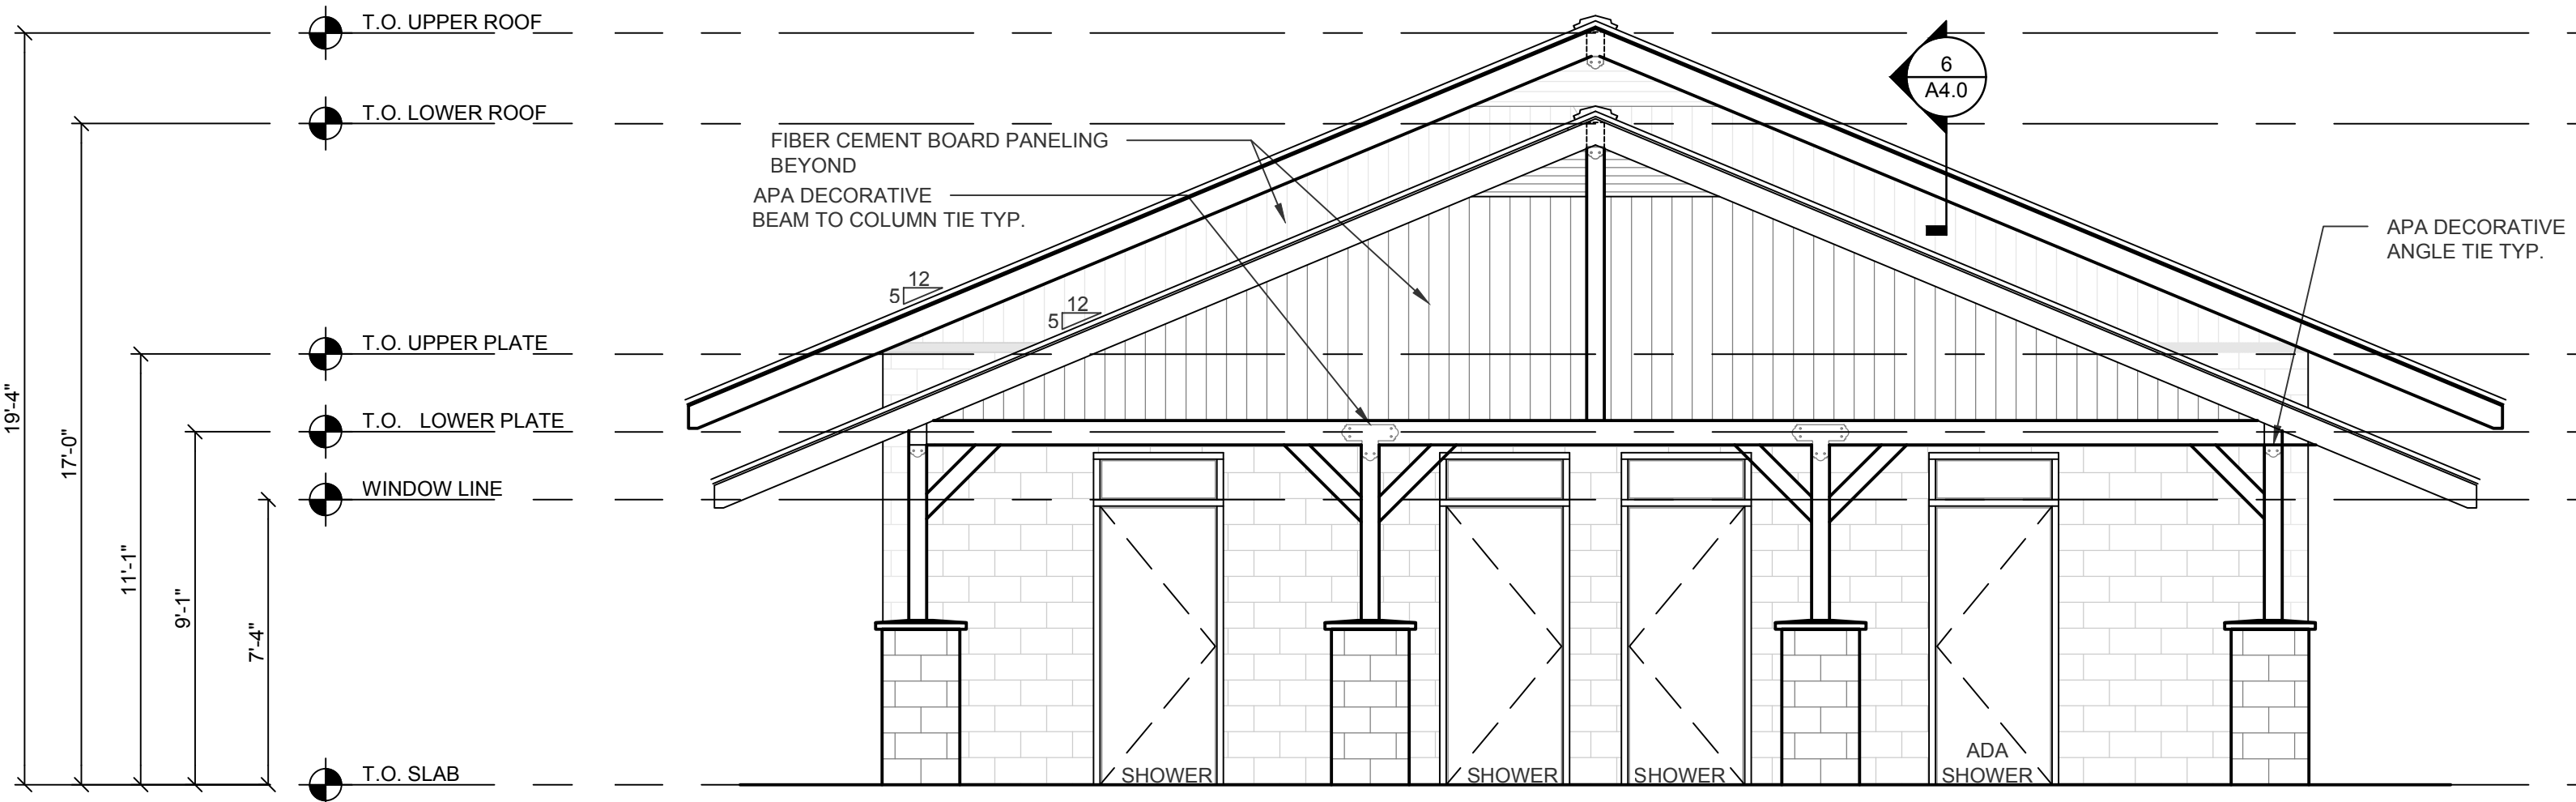 T.O. UPPER ROOF
T.O. LOWER ROOF
6
A4.0
FIBER CEMENT BOARD PANELING
BEYOND
APA DECORATIVE
BEAM TO COLUMN TIE TYP.
APA DECORATIVE
ANGLE TIE TYP.
12
5
12
5
T.O. UPPER PLATE
T.O. LOWER PLATE
WINDOW LINE
T.O. SLAB
19'-4"
17'-0"
11'-1"
9'-1"
7'-4"
SHOWER
SHOWER
SHOWER
ADA
SHOWER